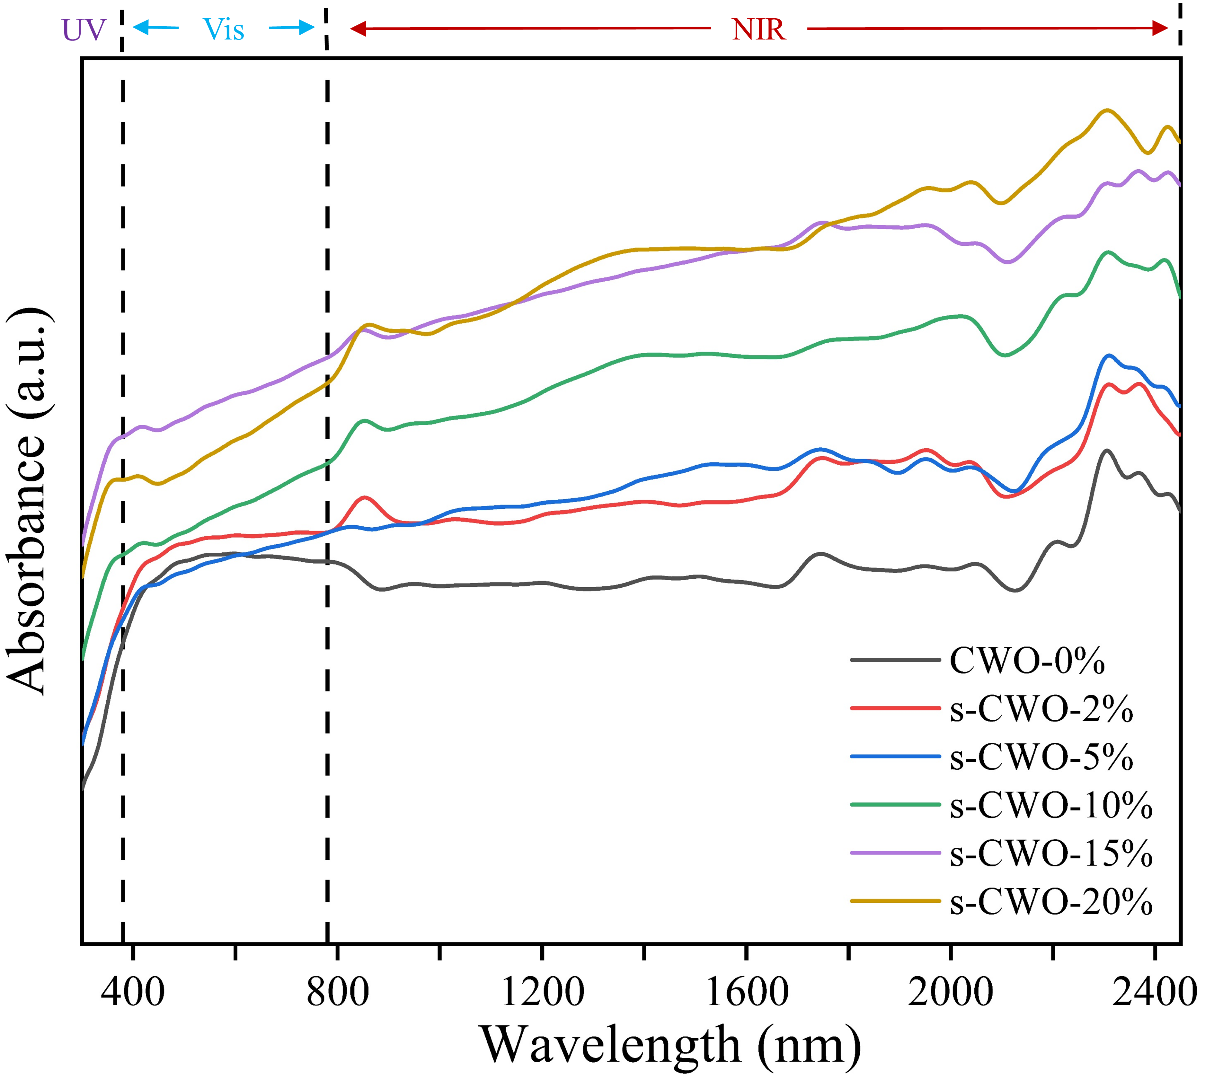 UV Vis NIR
Absorbance (a.u.)
CWO-0%
s-CWO-2%
s-CWO-5%
s-CWO-10%
s-CWO-15%
s-CWO-20%
400 800 1200 1600 2000 2400
Wavelength (nm)